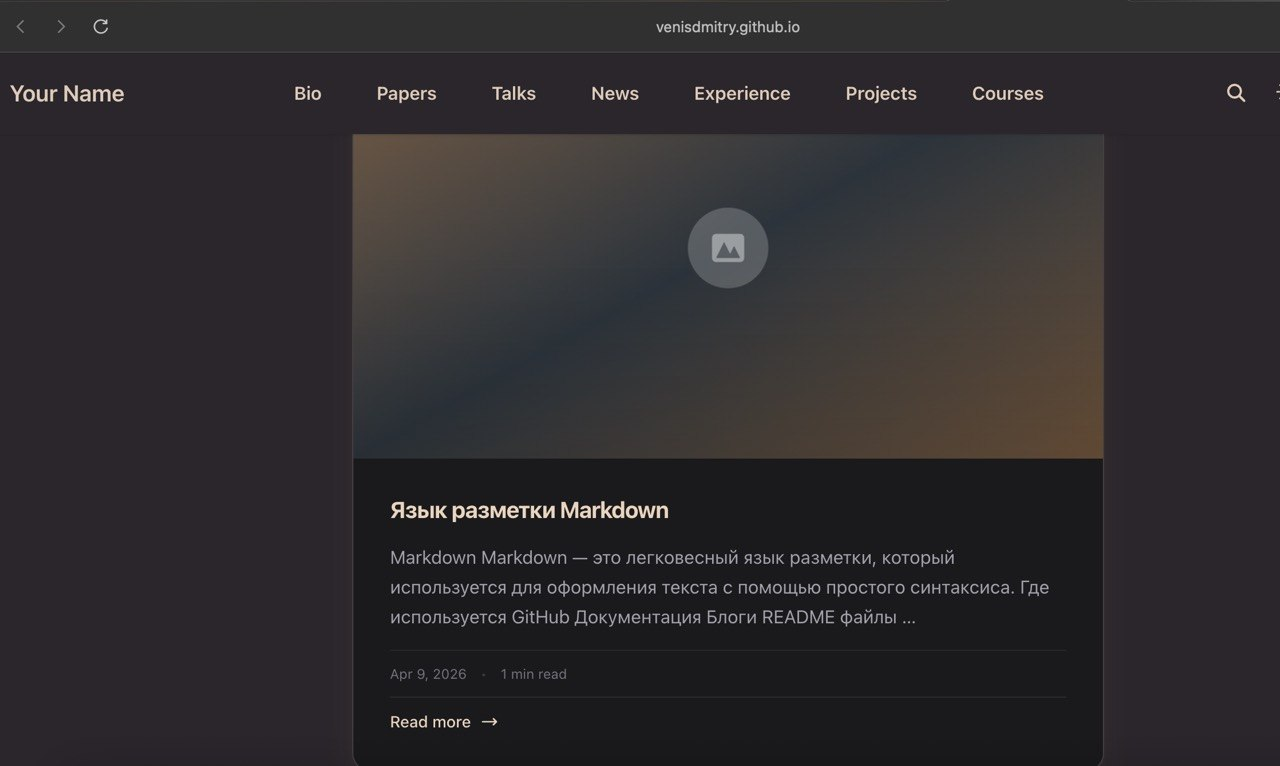 venisdmitry.github.io
Your Name Bio Papers Talks News Experience Projects Courses
Язык разметки Markdown
Markdown Markdown — это легковесный язык разметки, который
используется для оформления текста с помощью простого синтаксиса. Где
используется GitHub Документация Блоги README файлы ...
Apr 9, 2026 · 1 min read
Read more →